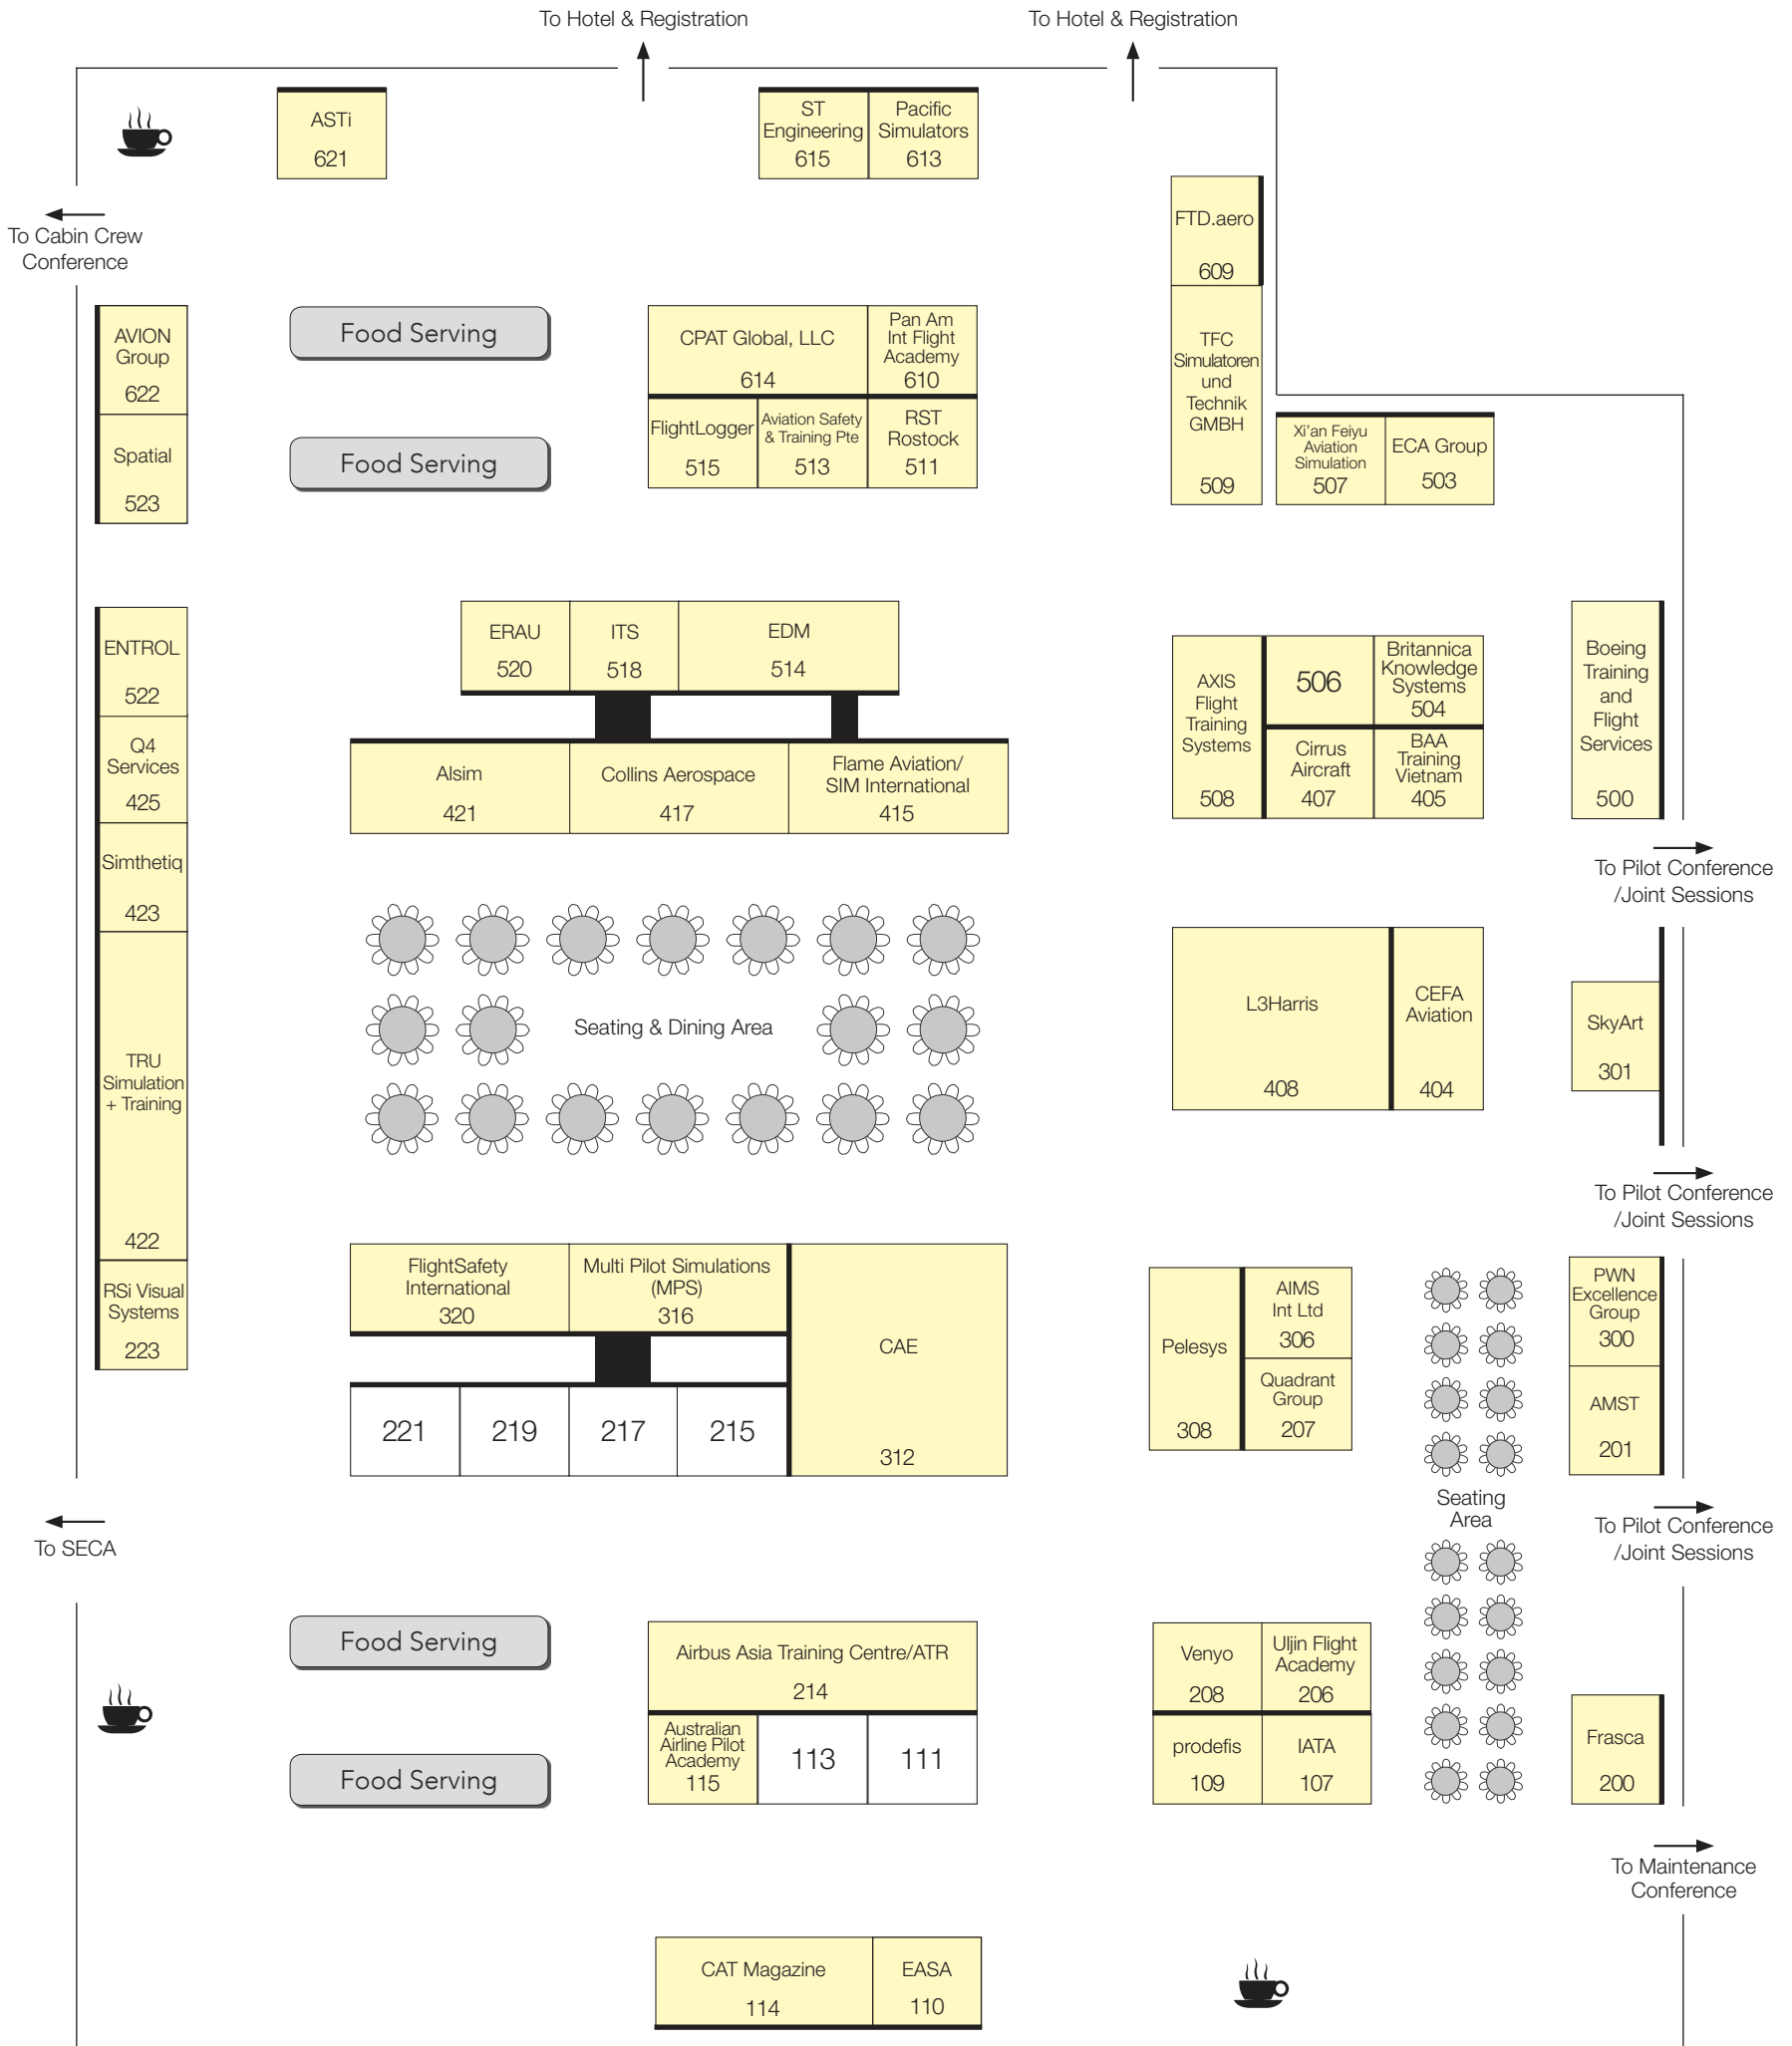 To Hotel & Registration
To Hotel & Registration
ASTi
621
ST
Engineering
615
Pacific
Simulators
613
To Cabin Crew
Conference
FTD.aero
609
TFC
Simulatoren
und
Technik
GMBH
509
AVION
Group
622
Spatial
523
Food Serving
Food Serving
CPAT Global, LLC
614
Pan Am
Int Flight
Academy
610
FlightLogger
515
Aviation Safety
& Training Pte
513
RST
Rostock
511
Xi'an Feiyu
Aviation
Simulation
507
ECA Group
503
ENTROL
522
Q4
Services
425
Simthetiq
423
TRU
Simulation
+ Training
422
RSi Visual
Systems
223
ERAU
520
ITS
518
EDM
514
Alsim
421
Collins Aerospace
417
Flame Aviation/
SIM International
415
AXIS
Flight
Training
Systems
508
506
Britannica
Knowledge
Systems
504
Cirrus
Aircraft
407
BAA
Training
Vietnam
405
Boeing
Training
and
Flight
Services
500
To Pilot Conference
/Joint Sessions
Seating & Dining Area
L3Harris
408
CEFA
Aviation
404
SkyArt
301
To Pilot Conference
/Joint Sessions
FlightSafety
International
320
Multi Pilot Simulations
(MPS)
316
CAE
312
221
219
217
215
Pelesys
308
AIMS
Int Ltd
306
Quadrant
Group
207
PWN
Excellence
Group
300
AMST
201
Seating
Area
To Pilot Conference
/Joint Sessions
To SECA
Food Serving
Food Serving
Airbus Asia Training Centre/ATR
214
Australian
Airline Pilot
Academy
115
113
111
Venyo
208
Uljin Flight
Academy
206
prodefis
109
IATA
107
Frasca
200
To Maintenance
Conference
CAT Magazine
114
EASA
110